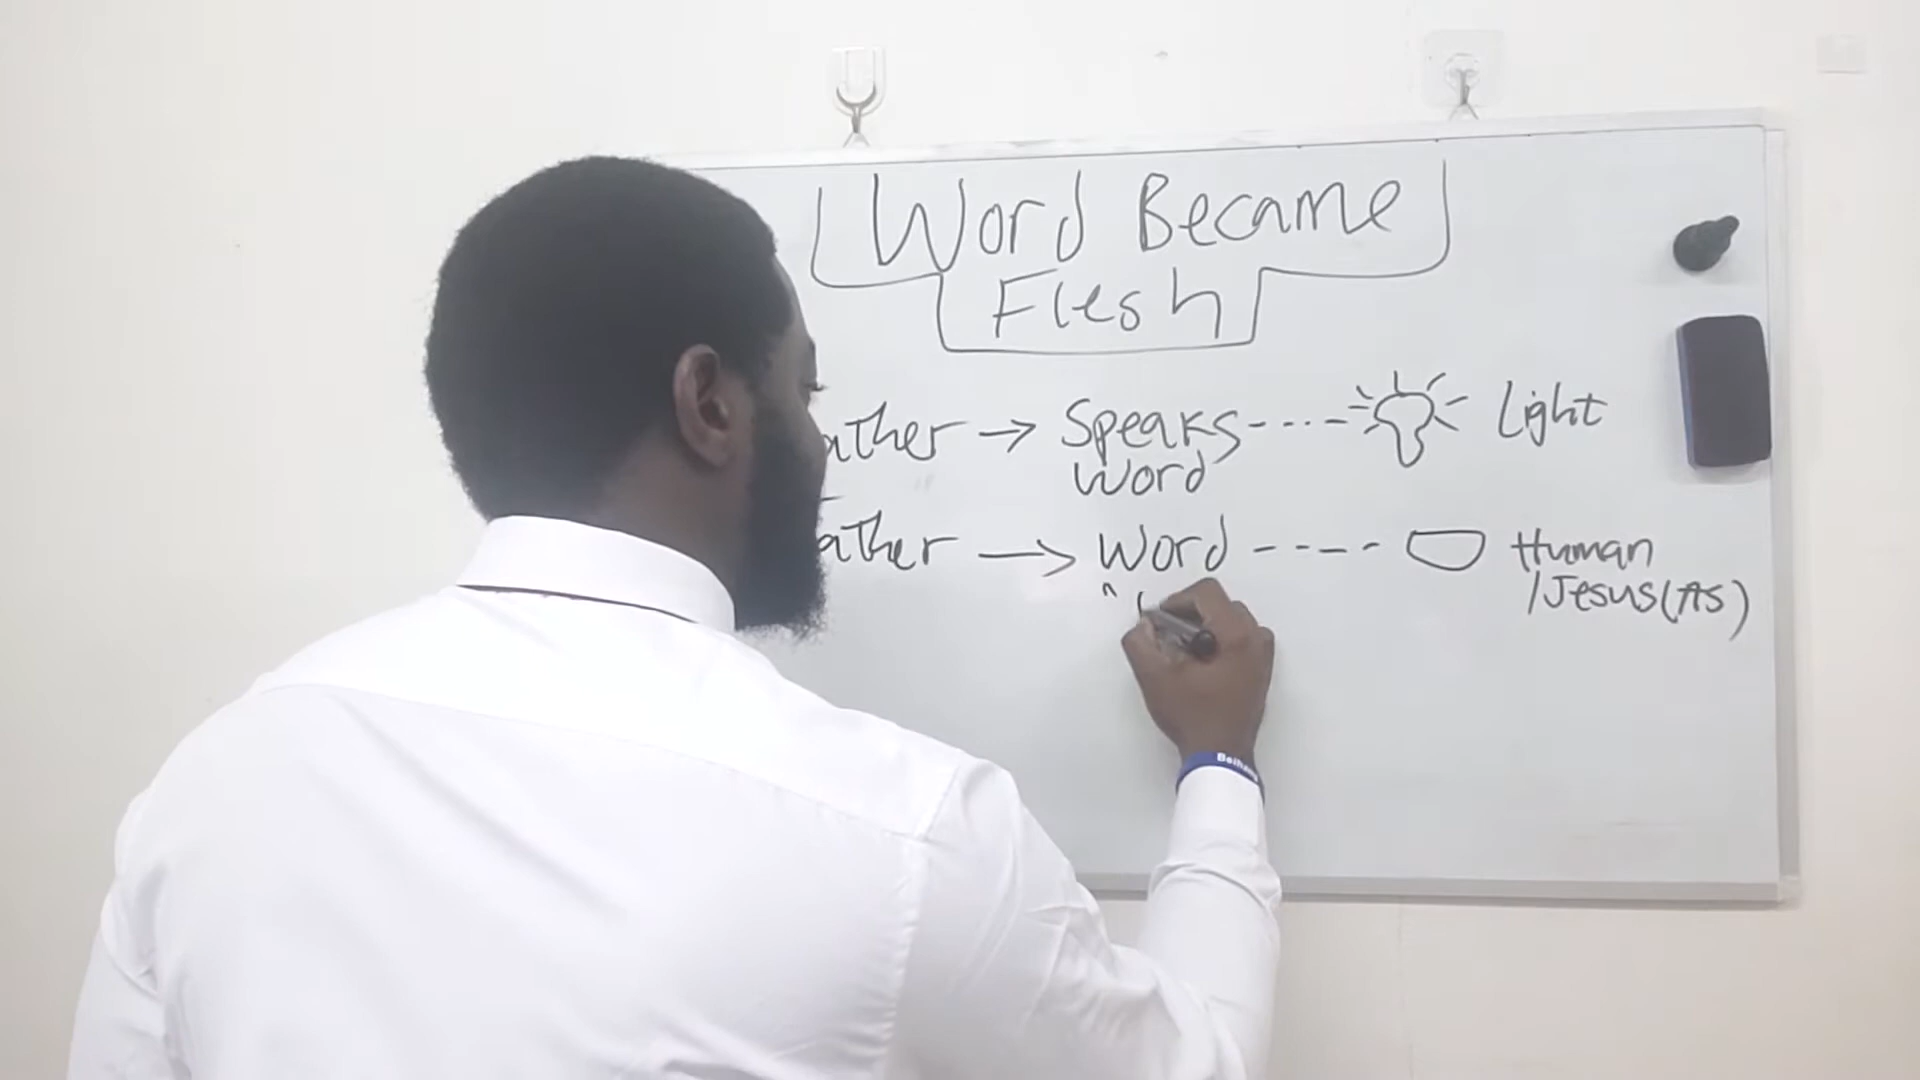 Word Became
Flesh
ather → Speaks ---- Light
Word
ather → Word ---- Human
/Jesus(AS)